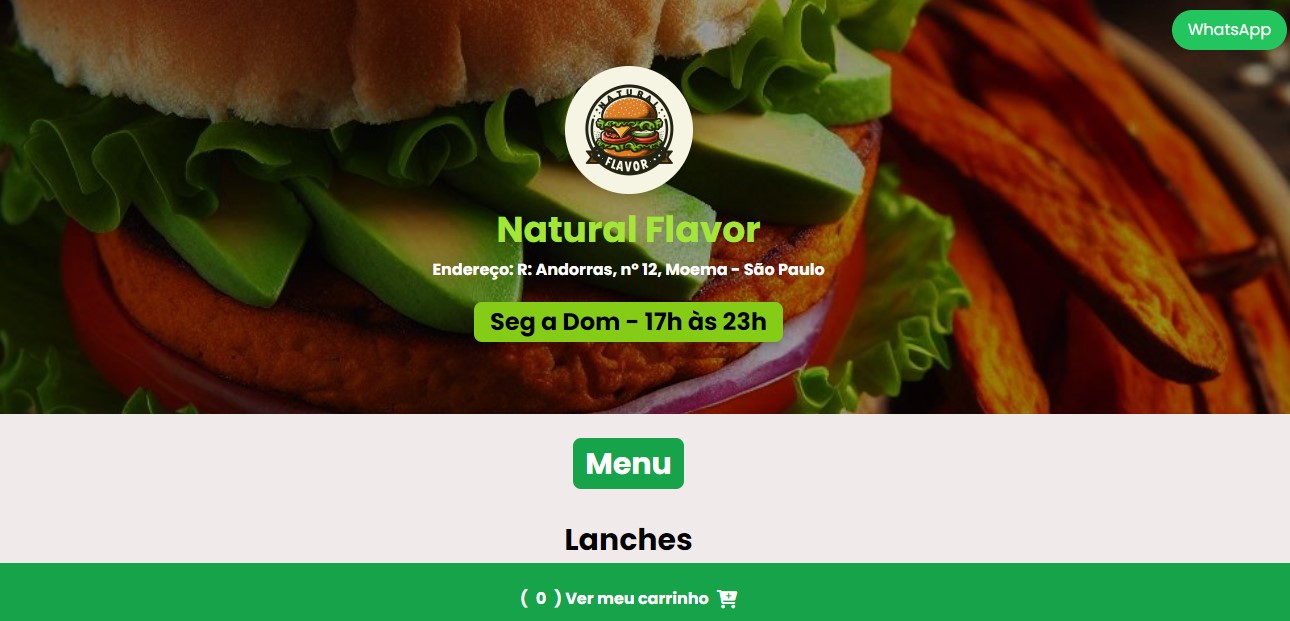 WhatsApp
NATURAL
FLAVOR
Natural Flavor
Endereço: R: Andorras, nº 12, Moema - São Paulo
Seg a Dom - 17h às 23h
Menu
Lanches
( 0 ) Ver meu carrinho